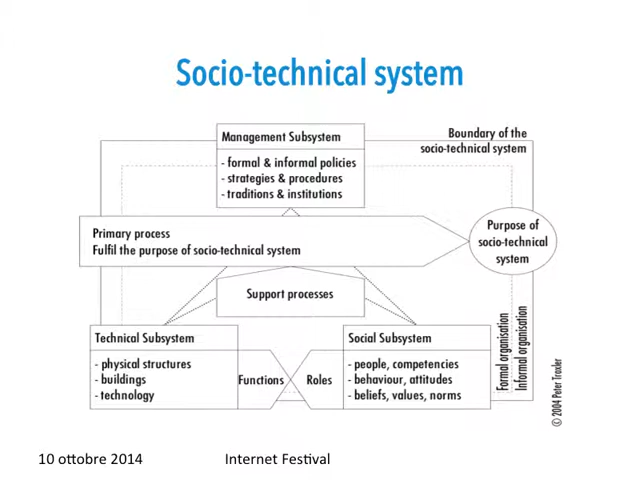 Socio-technical system
Management Subsystem
- formal & informal policies
- strategies & procedures
- traditions & institutions
Boundary of the
socio-technical system
Primary process
Fulfil the purpose of socio-technical system
Purpose of
socio-technical
system
Support processes
Technical Subsystem
- physical structures
- buildings
- technology
Functions
Roles
Social Subsystem
- people, competencies
- behaviour, attitudes
- beliefs, values, norms
Formal organisation
Informal organisation
© 2004 Peter Troxler
10 ottobre 2014
Internet Festival